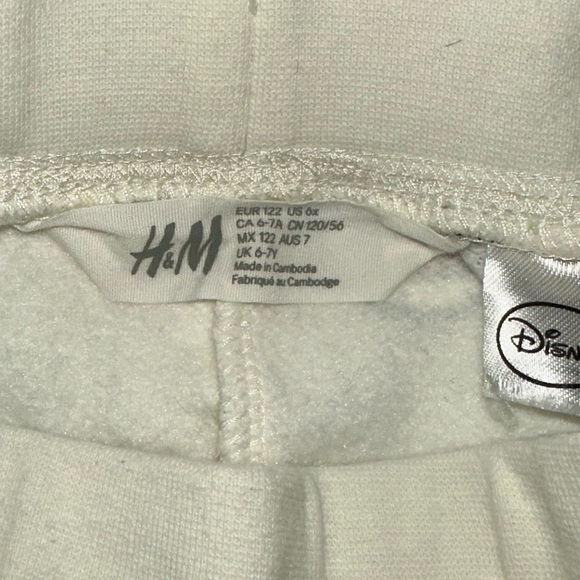 H&M
EUR 122 US 6x
CA 6-7A CN 120/56
MX 122 AUS 7
UK 6-7Y
Made in Cambodia
Fabriqué au Cambodge